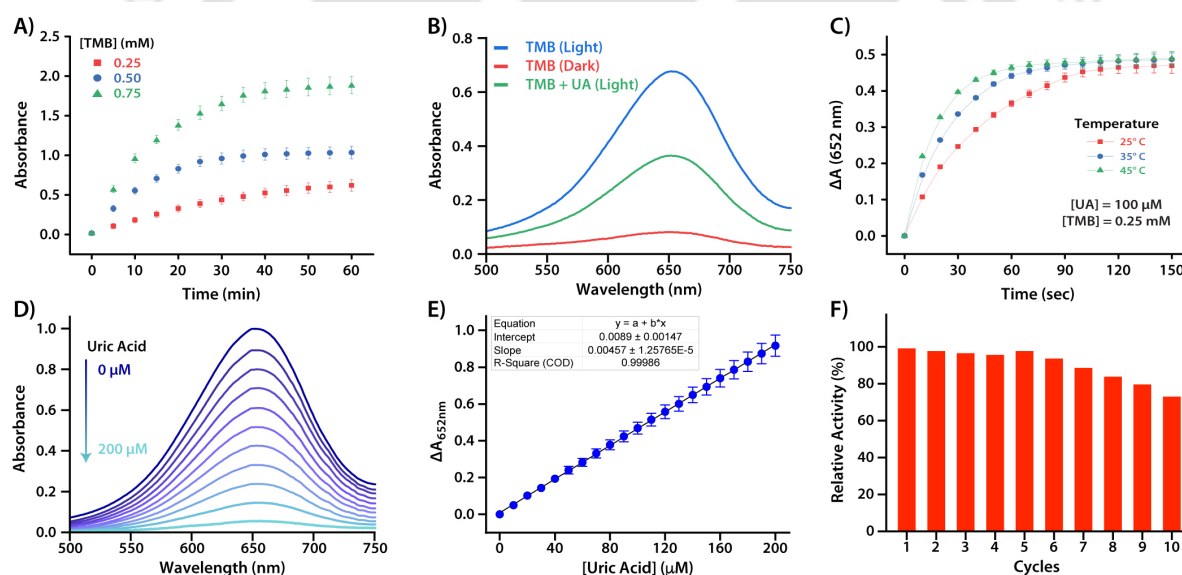 A)
[TMB] (mM)
0.25
0.50
0.75
2.5
2.0
1.5
1.0
0.5
0.0
Absorbance
0 10 20 30 40 50 60
Time (min)
B)
TMB (Light)
TMB (Dark)
TMB + UA (Light)
0.8
0.6
0.4
0.2
0.0
Absorbance
500 550 600 650 700 750
Wavelength (nm)
C)
0.5
0.4
0.3
0.2
0.1
0.0
ΔA (652 nm)
Temperature
25° C
35° C
45° C
[UA] = 100 μM
[TMB] = 0.25 mM
0 30 60 90 120 150
Time (sec)
D)
Uric Acid
0 μM
200 μM
1.0
0.8
0.6
0.4
0.2
0.0
Absorbance
500 550 600 650 700 750
Wavelength (nm)
E)
Equation y = a + b*x
Intercept 0.0089 ± 0.00147
Slope 0.00457 ± 1.25765E-5
R-Square (COD) 0.99986
1.0
0.8
0.6
0.4
0.2
0.0
ΔA652nm
0 40 80 120 160 200
[Uric Acid] (μM)
F)
100
80
60
40
20
0
Relative Activity (%)
1 2 3 4 5 6 7 8 9 10
Cycles